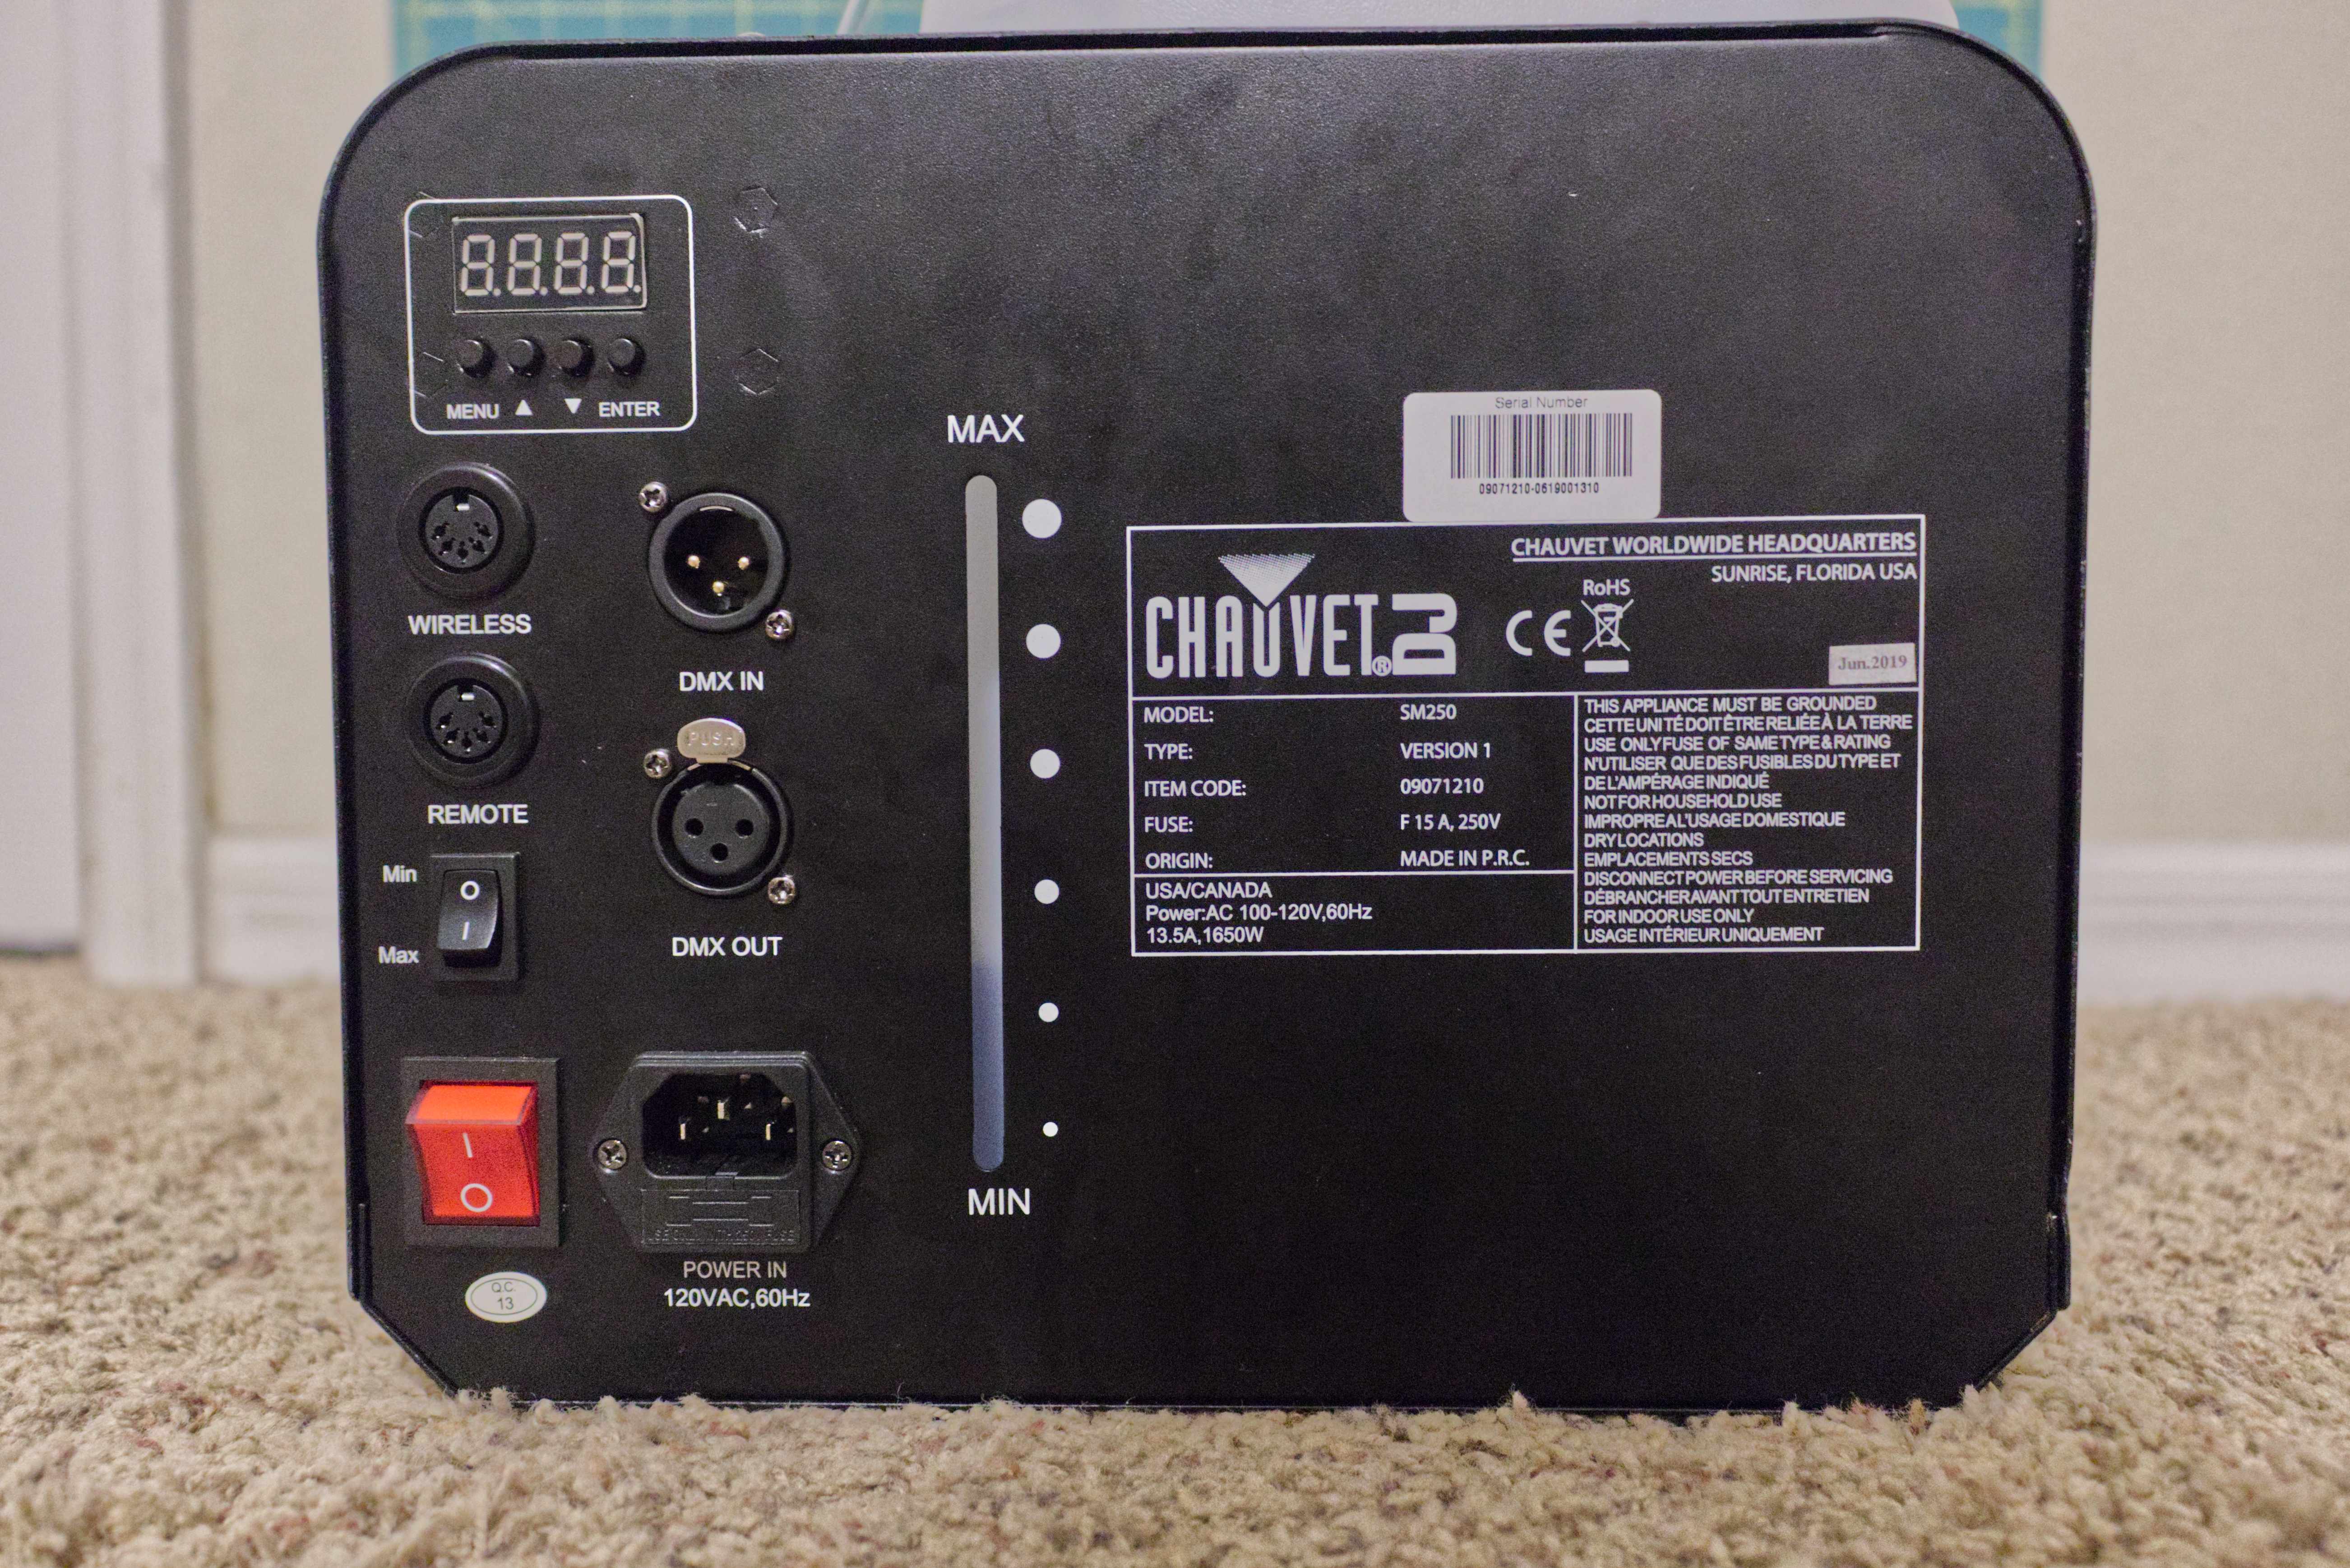 8.8.8.8.
MENU ▲ ▼ ENTER
WIRELESS
REMOTE
Min
O
I
Max
I
O
Q.C.
13
DMX IN
PUSH
DMX OUT
POWER IN
120VAC,60Hz
MAX
MIN
Serial Number
09071210-0619001310
CHAUVET WORLDWIDE HEADQUARTERS
SUNRISE, FLORIDA USA
CHAUVET® DJ
CE
RoHS
Jun.2019
MODEL: SM250
TYPE: VERSION 1
ITEM CODE: 09071210
FUSE: F 15 A, 250V
ORIGIN: MADE IN P.R.C.
USA/CANADA
Power:AC 100-120V,60Hz
13.5A,1650W
THIS APPLIANCE MUST BE GROUNDED
CETTE UNITÉ DOIT ÊTRE RELIÉE À LA TERRE
USE ONLY FUSE OF SAME TYPE & RATING
N'UTILISER QUE DES FUSIBLES DU TYPE ET
DE L'AMPÉRAGE INDIQUÉ
NOT FOR HOUSEHOLD USE
IMPROPRE AL'USAGE DOMESTIQUE
DRY LOCATIONS
EMPLACEMENTS SECS
DISCONNECT POWER BEFORE SERVICING
DÉBRANCHER AVANT TOUT ENTRETIEN
FOR INDOOR USE ONLY
USAGE INTÉRIEUR UNIQUEMENT